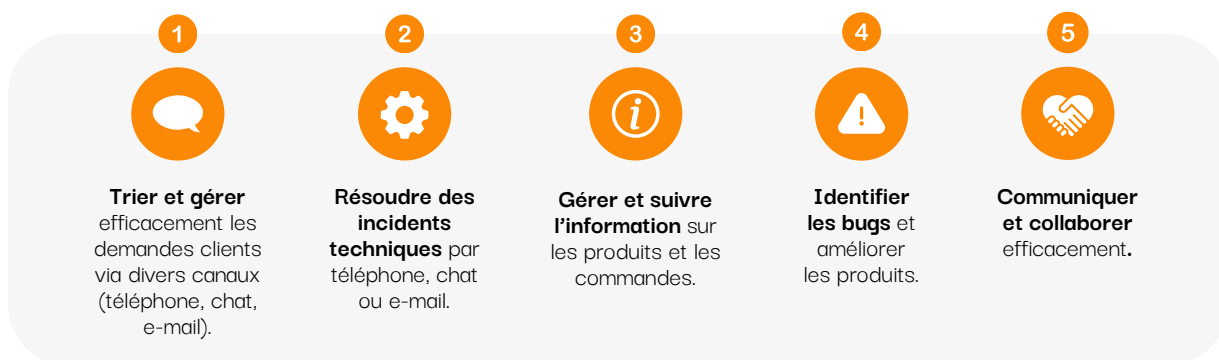 1
Trier et gérer
efficacement les
demandes clients
via divers canaux
(téléphone, chat,
e-mail).
2
Résoudre des
incidents
techniques par
téléphone, chat
ou e-mail.
3
i
Gérer et suivre
l'information sur
les produits et les
commandes.
4
!
Identifier
les bugs et
améliorer
les produits.
5
Communiquer
et collaborer
efficacement.